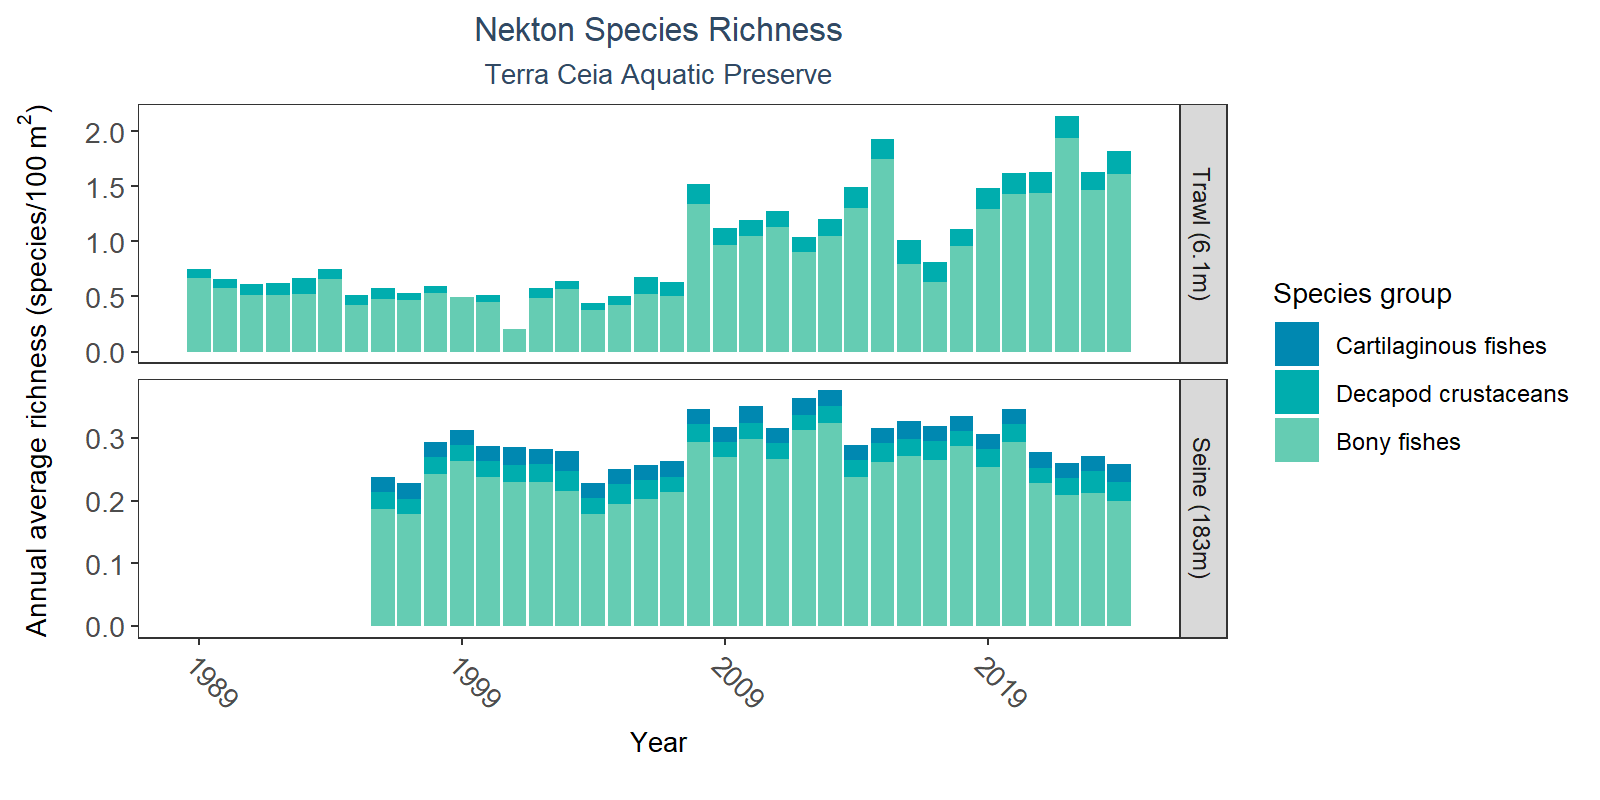 Nekton Species Richness
Terra Ceia Aquatic Preserve
Annual average richness (species/100 m²)
2.0
1.5
1.0
0.5
0.0
Trawl (6.1m)
0.3
0.2
0.1
0.0
Seine (183m)
1989
1999
2009
2019
Year
Species group
Cartilaginous fishes
Decapod crustaceans
Bony fishes